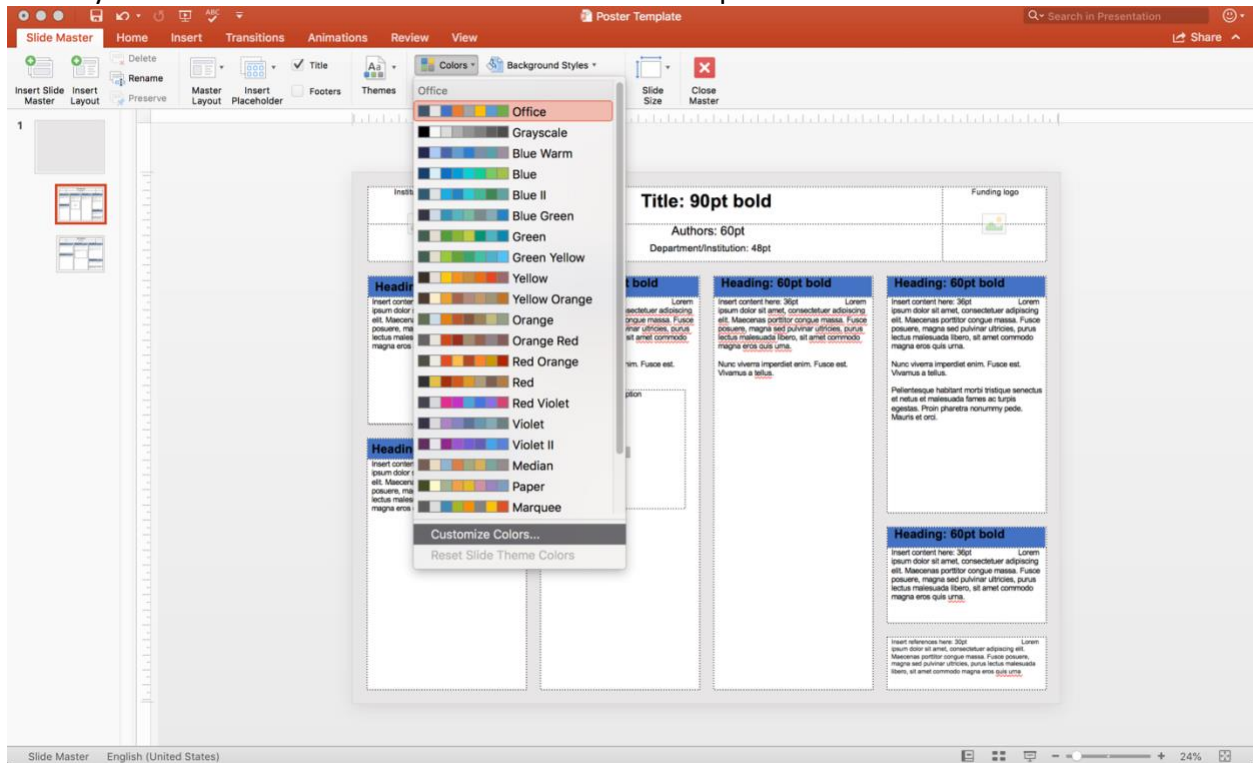 ABC
Poster Template
Search in Presentation
Slide Master
Home
Insert
Transitions
Animations
Review
View
Share
Insert Slide
Master
Insert
Layout
Delete
Rename
Preserve
Master
Layout
Insert
Placeholder
Title
Footers
Aa
Themes
Colors
Background Styles
Slide
Size
Close
Master
Office
Office
Grayscale
Blue Warm
Blue
Blue II
Blue Green
Green
Green Yellow
Yellow
Yellow Orange
Orange
Orange Red
Red Orange
Red
Red Violet
Violet
Violet II
Median
Paper
Marquee
Customize Colors...
Reset Slide Theme Colors
1
Title: 90pt bold
Authors: 60pt
Department/Institution: 48pt
Funding logo
Insert content here: 36pt Lorem
Heading: 60pt bold
Insert content here: 36pt Lorem
ipsum dolor sit amet, consectetuer adipiscing
elit. Maecenas porttitor congue massa. Fusce
posuere, magna sed pulvinar ultricies, purus
lectus malesuada libero, sit amet commodo
magna eros quis urna.
Nunc viverra imperdiet enim. Fusce est.
Vivamus a tellus.
Heading: 60pt bold
Insert content here: 36pt Lorem
ipsum dolor sit amet, consectetuer adipiscing
elit. Maecenas porttitor congue massa. Fusce
posuere, magna sed pulvinar ultricies, purus
lectus malesuada libero, sit amet commodo
magna eros quis urna.
Nunc viverra imperdiet enim. Fusce est.
Vivamus a tellus.
Pellentesque habitant morbi tristique senectus
et netus et malesuada fames ac turpis
egestas. Proin pharetra nonummy pede.
Mauris et orci.
Heading: 60pt bold
Insert content here: 36pt Lorem
ipsum dolor sit amet, consectetuer adipiscing
elit. Maecenas porttitor congue massa. Fusce
posuere, magna sed pulvinar ultricies, purus
lectus malesuada libero, sit amet commodo
magna eros quis urna.
Insert references here: 30pt Lorem
ipsum dolor sit amet, consectetuer adipiscing elit.
Maecenas porttitor congue massa. Fusce posuere,
magna sed pulvinar ultricies, purus lectus malesuada
libero, sit amet commodo magna eros quis urna
Slide Master
English (United States)
24%